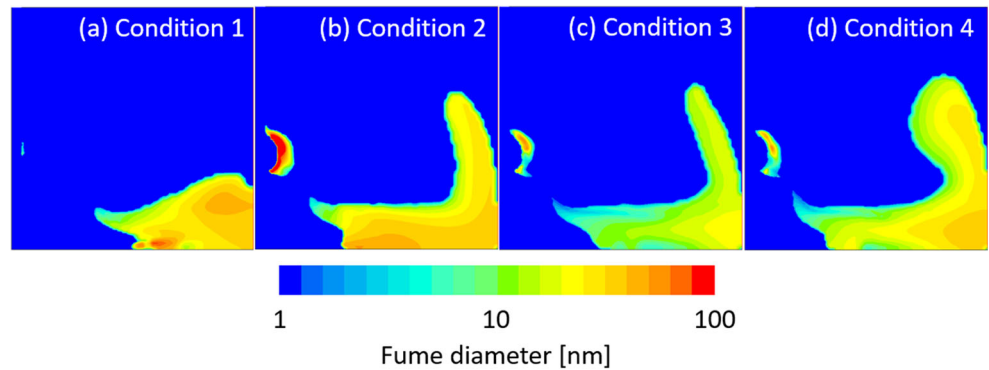 (a) Condition 1
(b) Condition 2
(c) Condition 3
(d) Condition 4
1 10 100
Fume diameter [nm]